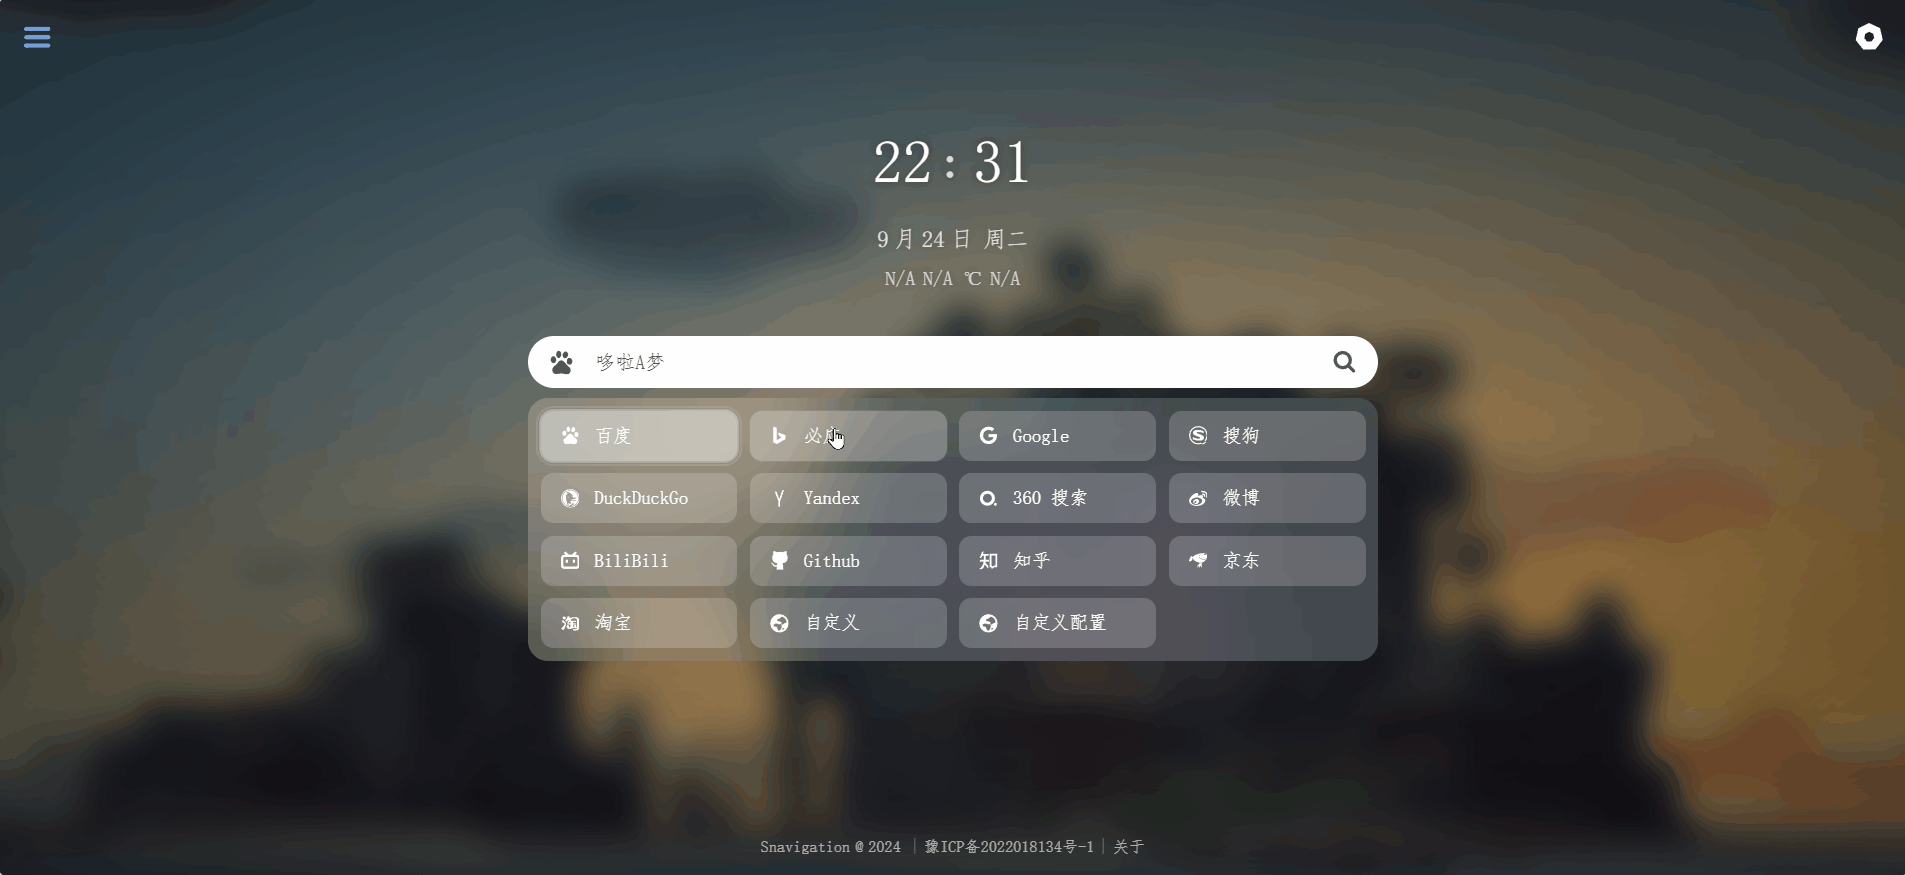 22 : 31
9 月 24 日 周二
N/A N/A ℃ N/A
哆啦A梦
百度
必应
Google
搜狗
DuckDuckGo
Yandex
360 搜索
微博
BiliBili
Github
知 知乎
京东
淘 淘宝
自定义
自定义配置
Snavigation @ 2024 | 豫ICP备2022018134号-1 | 关于